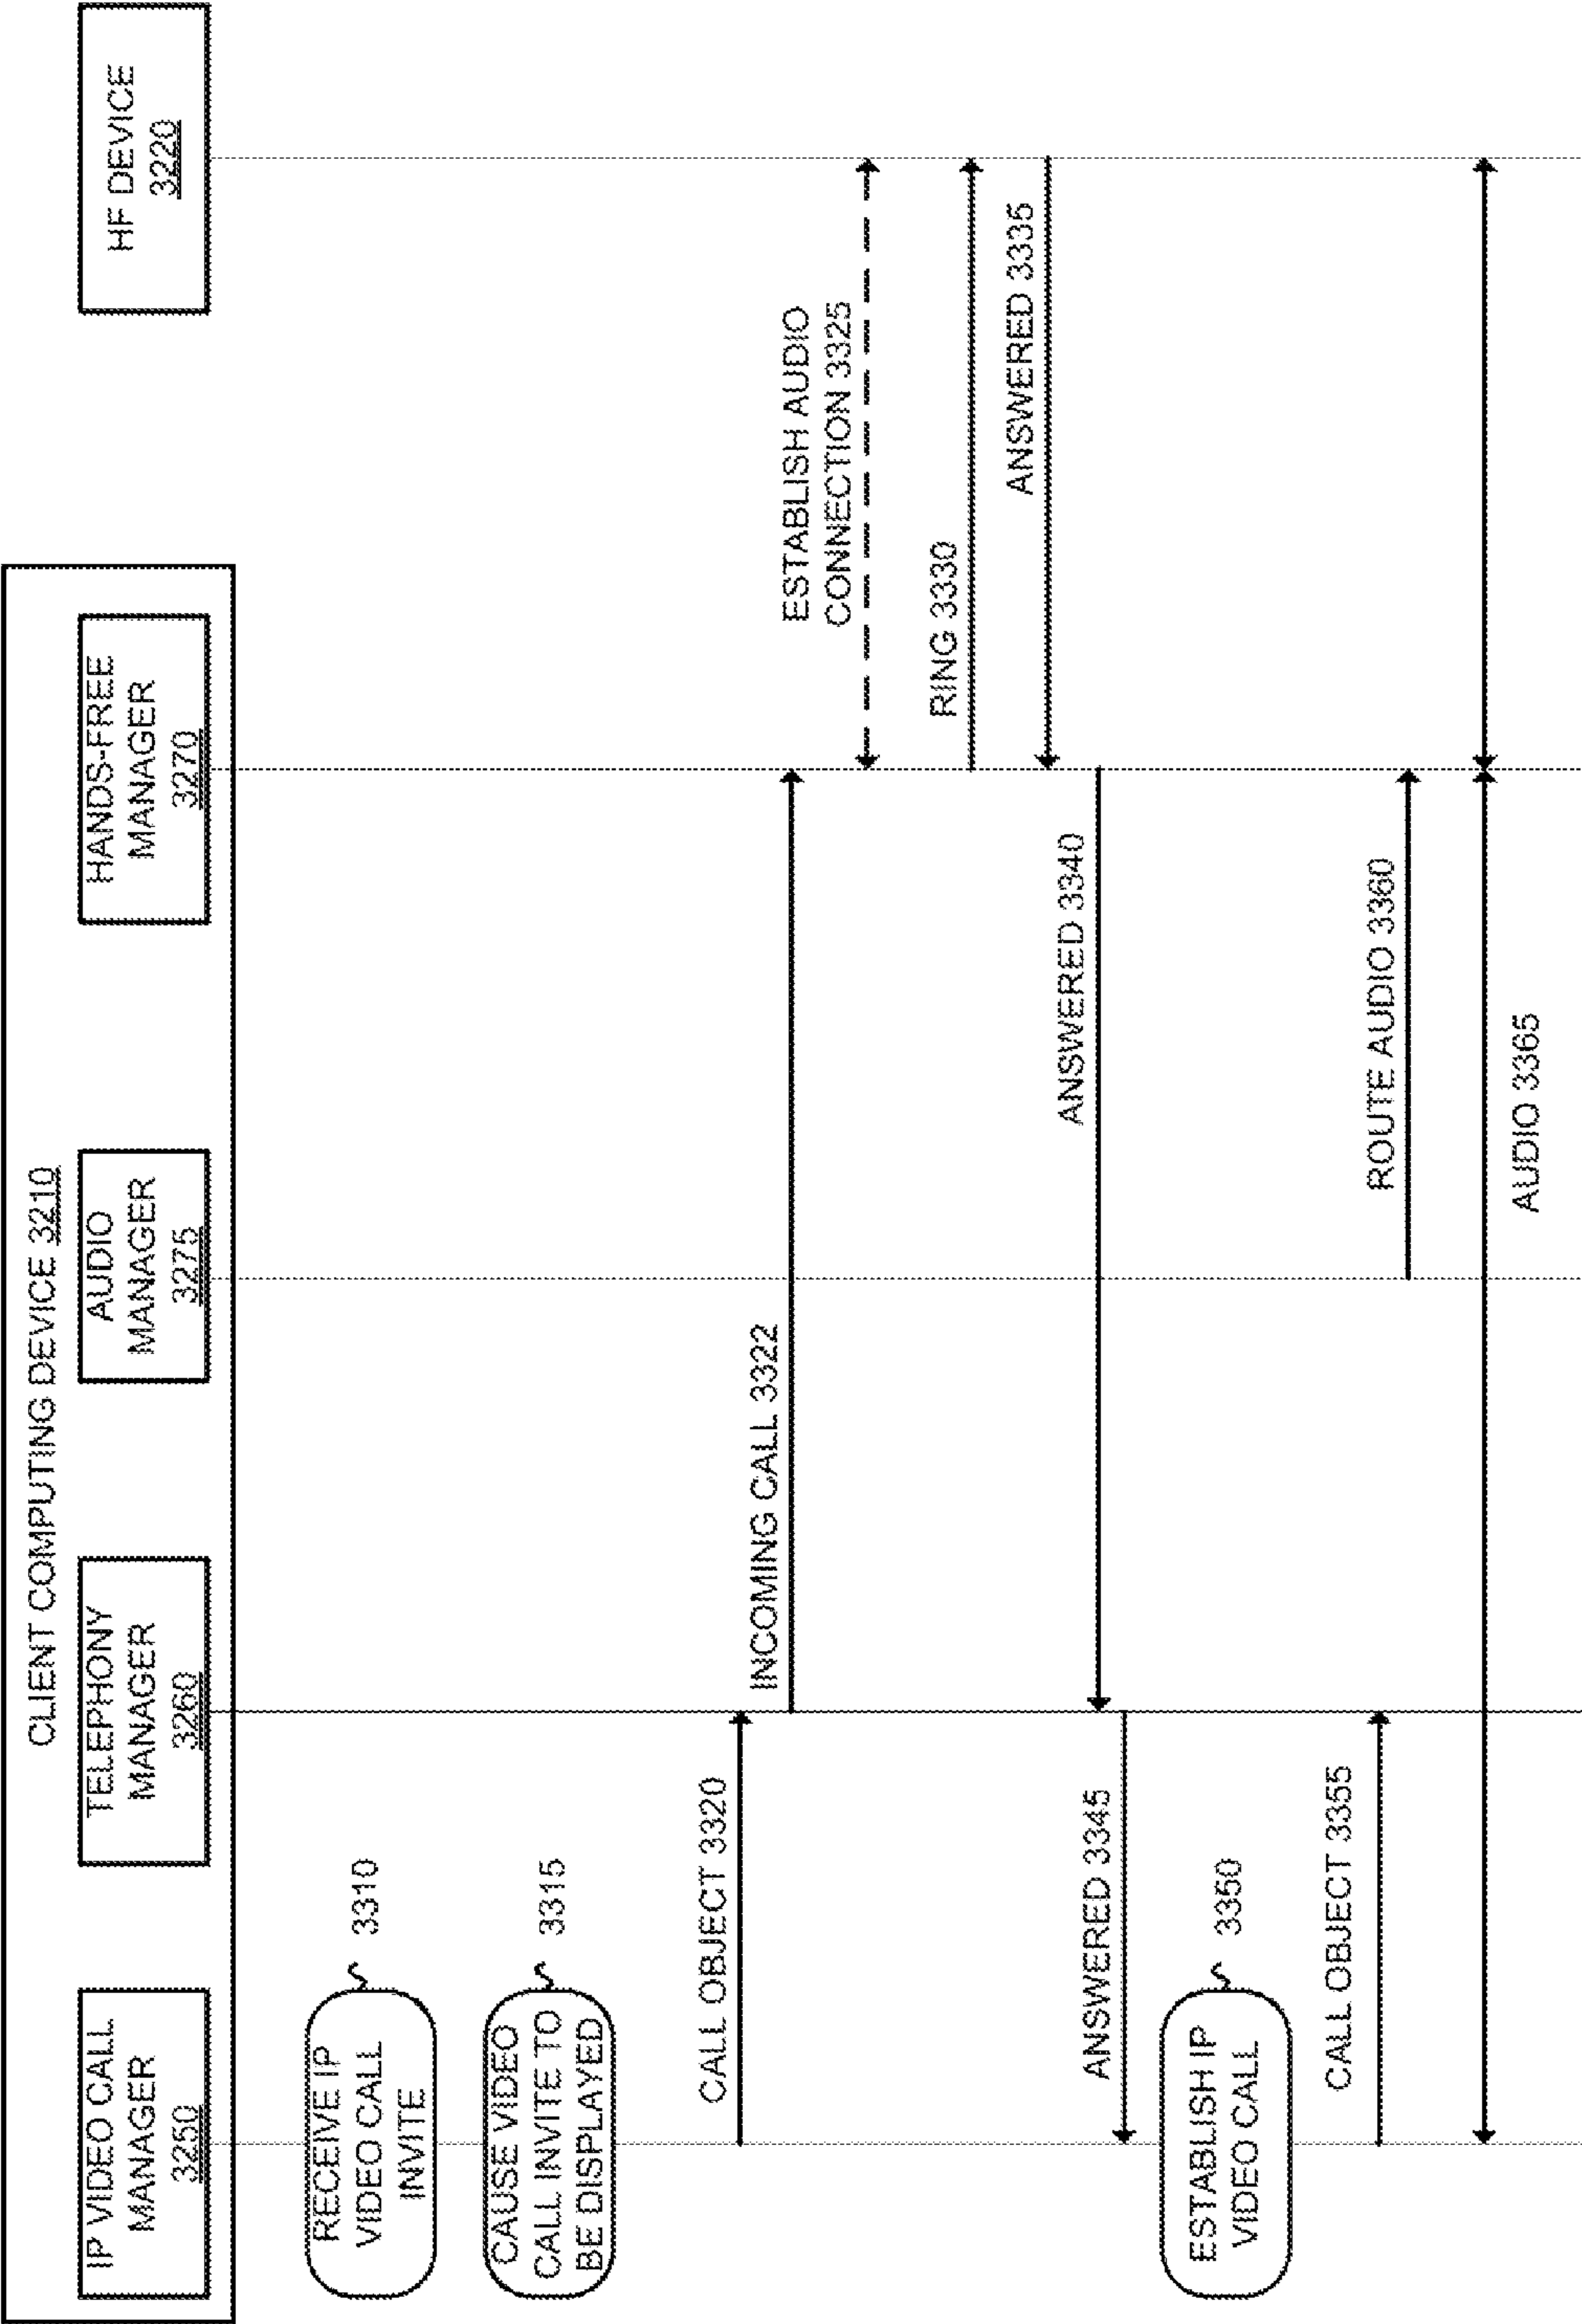 CLIENT COMPUTING DEVICE 3210
IP VIDEO CALL
MANAGER
3250
TELEPHONY
MANAGER
3260
AUDIO
MANAGER
3275
HANDS-FREE
MANAGER
3270
HF DEVICE
3220
RECEIVE IP
VIDEO CALL
INVITE
3310
CAUSE VIDEO
CALL INVITE TO
BE DISPLAYED
3315
CALL OBJECT 3320
INCOMING CALL 3322
ESTABLISH AUDIO
CONNECTION 3325
RING 3330
ANSWERED 3335
ANSWERED 3340
ANSWERED 3345
ESTABLISH IP
VIDEO CALL
3350
CALL OBJECT 3355
ROUTE AUDIO 3360
AUDIO 3365